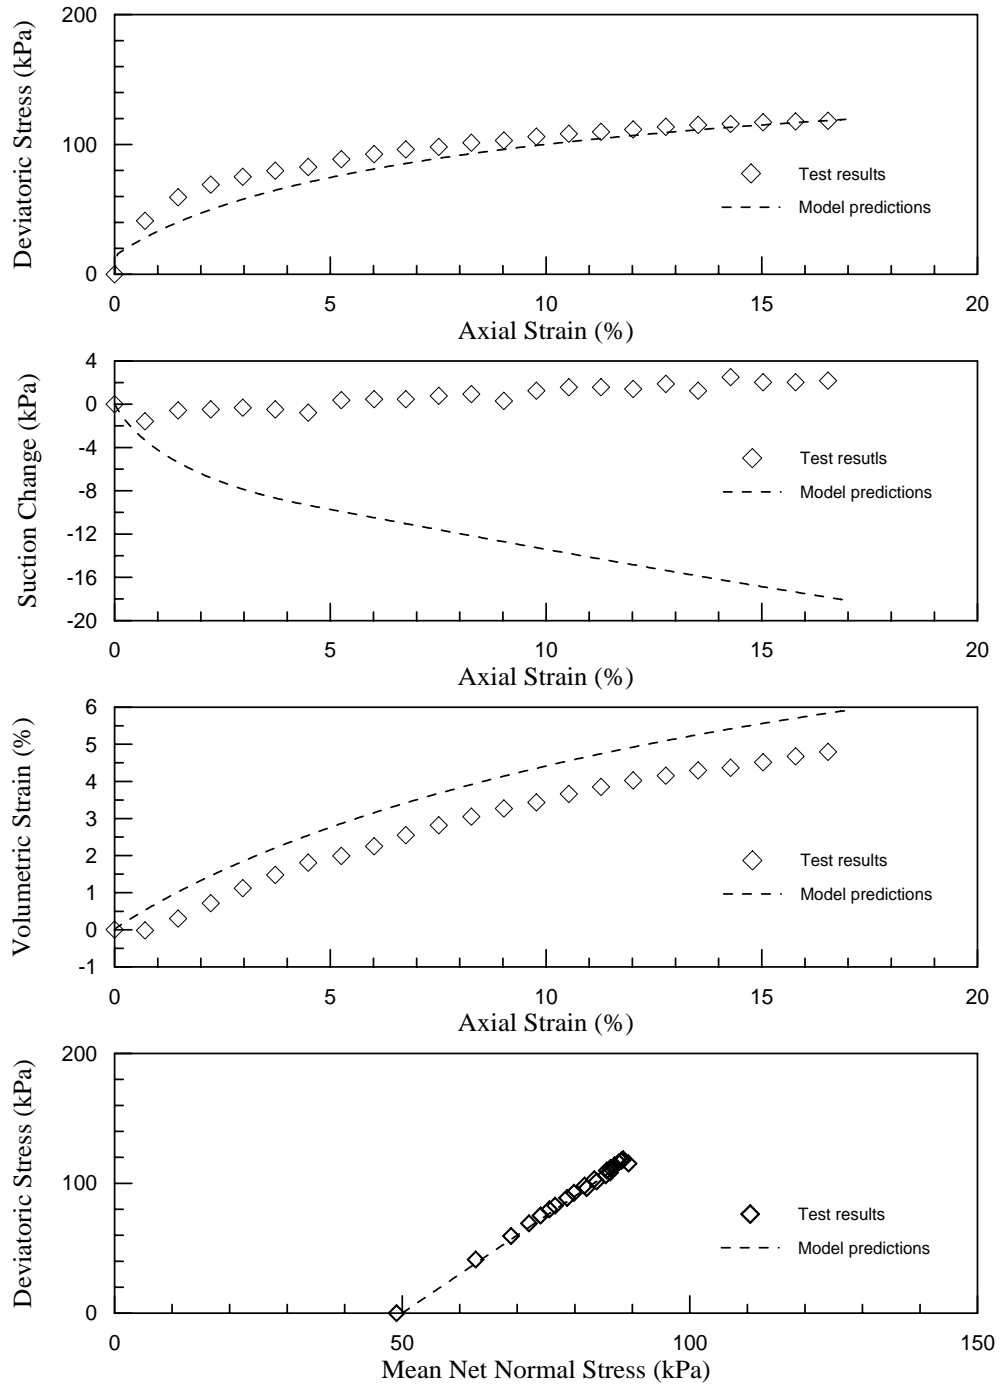 Deviatoric Stress (kPa)
200
100
0
0 5 10 15 20
Axial Strain (%)
Test results
Model predictions
Suction Change (kPa)
4
0
-4
-8
-12
-16
-20
0 5 10 15 20
Axial Strain (%)
Test resutls
Model predictions
Volumetric Strain (%)
6
5
4
3
2
1
0
-1
0 5 10 15 20
Axial Strain (%)
Test results
Model predictions
Deviatoric Stress (kPa)
200
100
0
0 50 100 150
Mean Net Normal Stress (kPa)
Test results
Model predictions